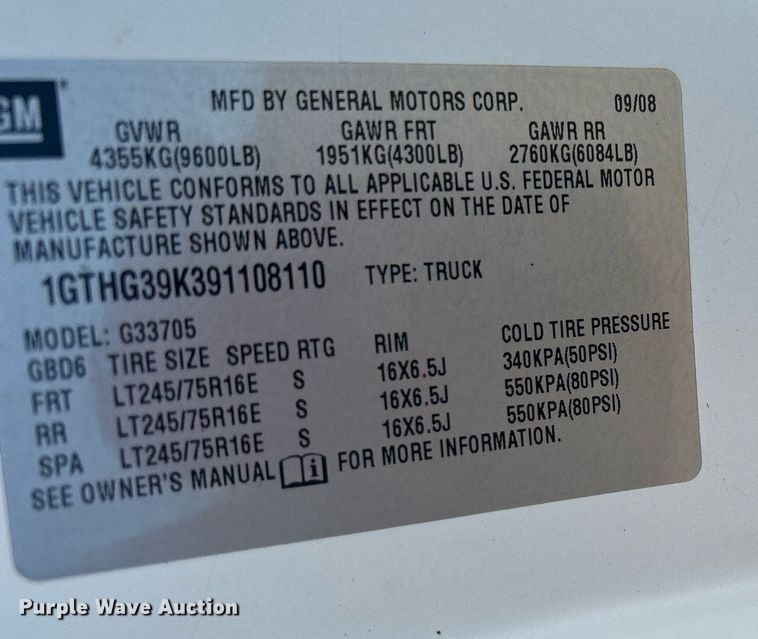 GM
MFD BY GENERAL MOTORS CORP. 09/08
GVWR GAWR FRT GAWR RR
4355KG(9600LB) 1951KG(4300LB) 2760KG(6084LB)
THIS VEHICLE CONFORMS TO ALL APPLICABLE U.S. FEDERAL MOTOR
VEHICLE SAFETY STANDARDS IN EFFECT ON THE DATE OF
MANUFACTURE SHOWN ABOVE.
1GTHG39K391108110 TYPE: TRUCK
MODEL: G33705
GBD6 TIRE SIZE SPEED RTG RIM COLD TIRE PRESSURE
FRT LT245/75R16E S 16X6.5J 340KPA(50PSI)
RR LT245/75R16E S 16X6.5J 550KPA(80PSI)
SPA LT245/75R16E S 16X6.5J 550KPA(80PSI)
SEE OWNER'S MANUAL i FOR MORE INFORMATION.
Purple Wave Auction